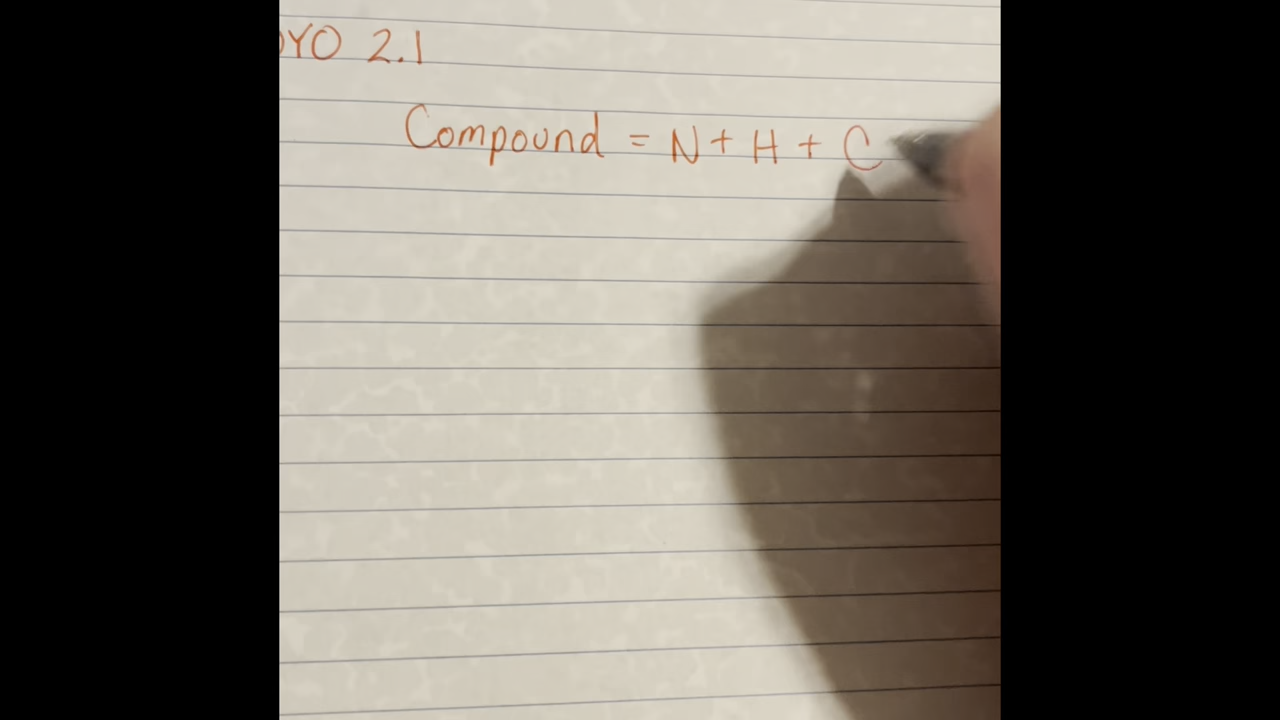 YO 2.1
Compound = N + H + C